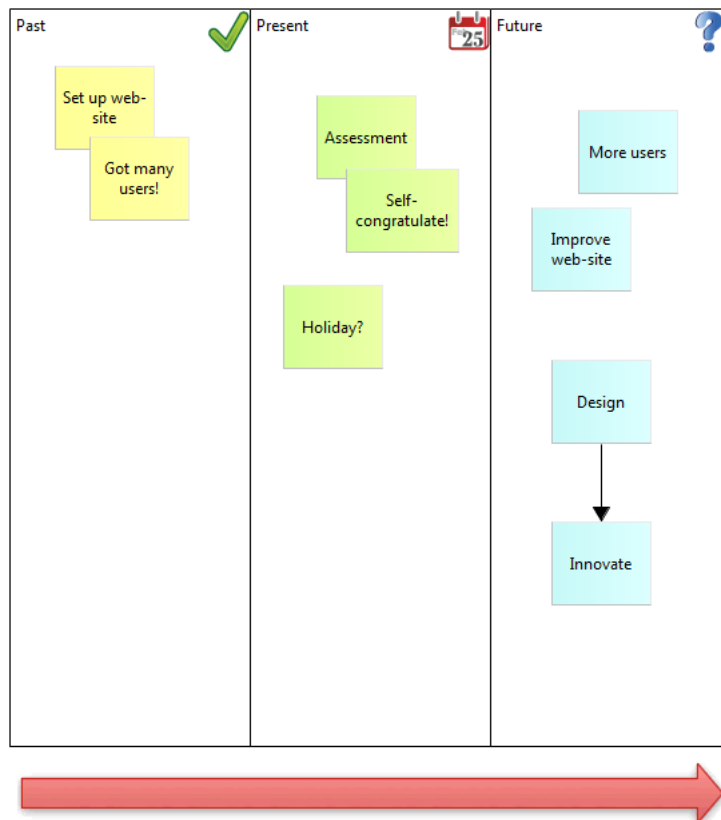 Past
Set up web-
site
Got many
users!
Present
25
Assessment
Self-
congratulate!
Holiday?
Future
?
More users
Improve
web-site
Design
Innovate